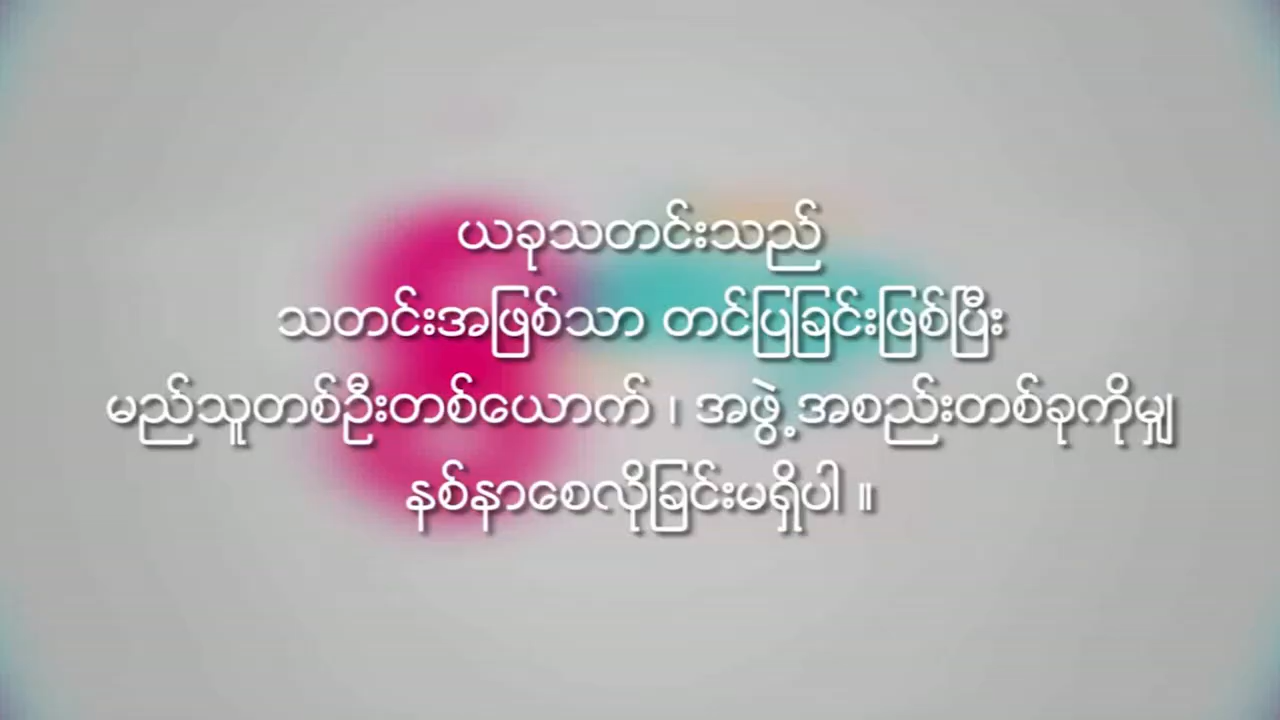 ယခုသတင်းသည်
သတင်းအဖြစ်သာ တင်ပြခြင်းဖြစ်ပြီး
မည်သူတစ်ဦးတစ်ယောက် ၊ အဖွဲ့အစည်းတစ်ခုကိုမျှ
နစ်နာစေလိုခြင်းမရှိပါ ။